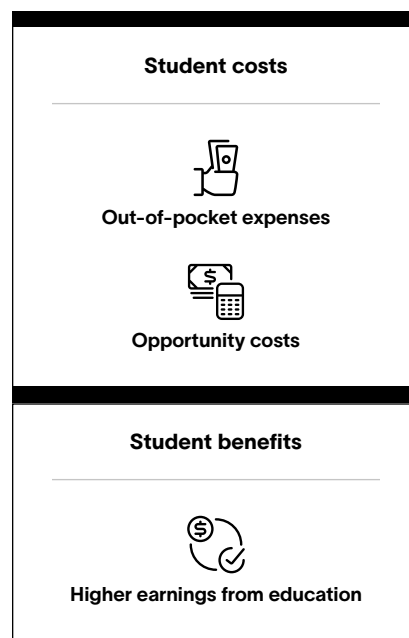 Student costs
Out-of-pocket expenses
$
Opportunity costs
Student benefits
$
Higher earnings from education